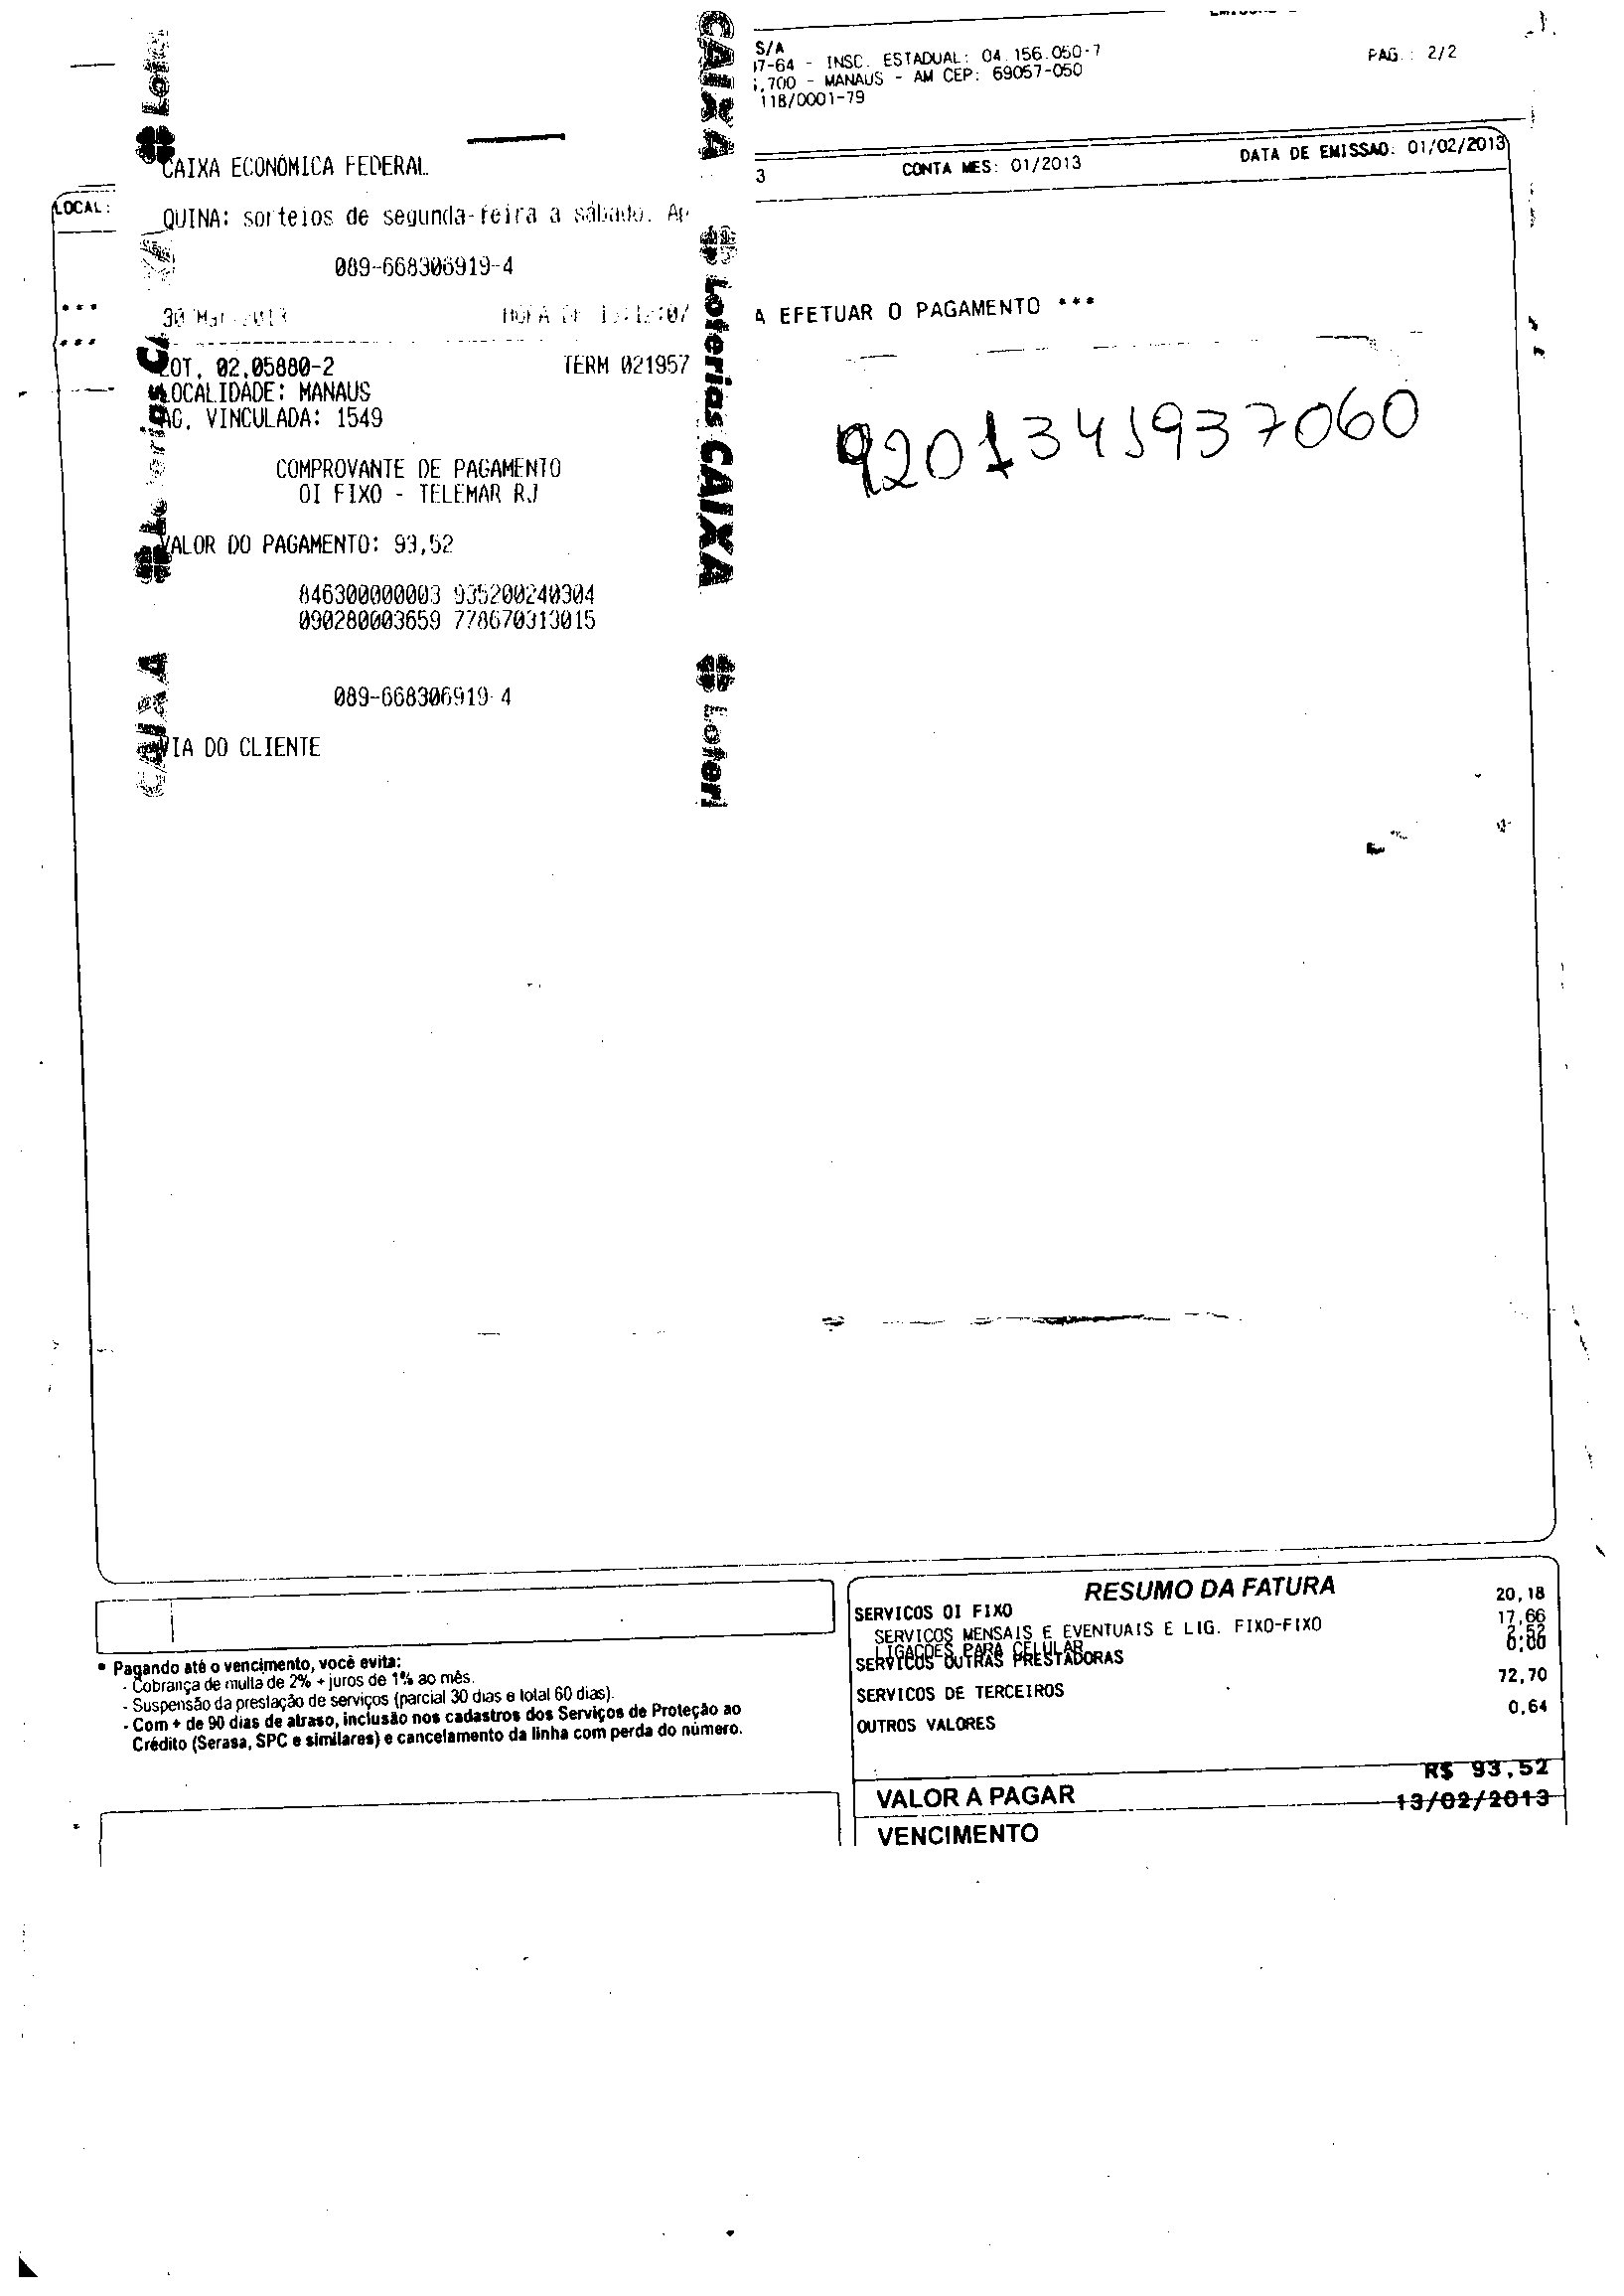 S/A
17-64 - INSC. ESTADUAL: 04.156.050-7
PAG.: 2/2
,700 - MANAUS - AM CEP: 69057-050
118/0001-79
3
CONTA MES: 01/2013
DATA DE EMISSAO: 01/02/2013
LOCAL:
***
A EFETUAR O PAGAMENTO ***
***
9201341937060
CAIXA ECONÔMICA FEDERAL
QUINA: sorteios de segunda-feira a sábado. Ap
089-668306919-4
30 Mar 2013
HORA DF
LOT. 02.05880-2
TERM 021957
LOCALIDADE: MANAUS
AG. VINCULADA: 1549
COMPROVANTE DE PAGAMENTO
OI FIXO - TELEMAR RJ
VALOR DO PAGAMENTO: 93,52
846300000003 935200240304
090280003659 778670313015
089-668306919-4
VIA DO CLIENTE
Loterias CAIXA
CAIXA
Loterias CAIXA
Loteri
RESUMO DA FATURA
SERVICOS OI FIXO 20,18
SERVICOS MENSAIS E EVENTUAIS E LIG. FIXO-FIXO 17,66
LIGACOES PARA CELULAR 2,52
SERVICOS OUTRAS PRESTADORAS 0,00
SERVICOS DE TERCEIROS 72,70
OUTROS VALORES 0,64
VALOR A PAGAR R$ 93,52
VENCIMENTO 13/02/2013
• Pagando até o vencimento, você evita:
- Cobrança de multa de 2% + juros de 1% ao mês.
- Suspensão da prestação de serviços (parcial 30 dias e total 60 dias).
- Com + de 90 dias de atraso, inclusão nos cadastros dos Serviços de Proteção ao
Crédito (Serasa, SPC e similares) e cancelamento da linha com perda do número.